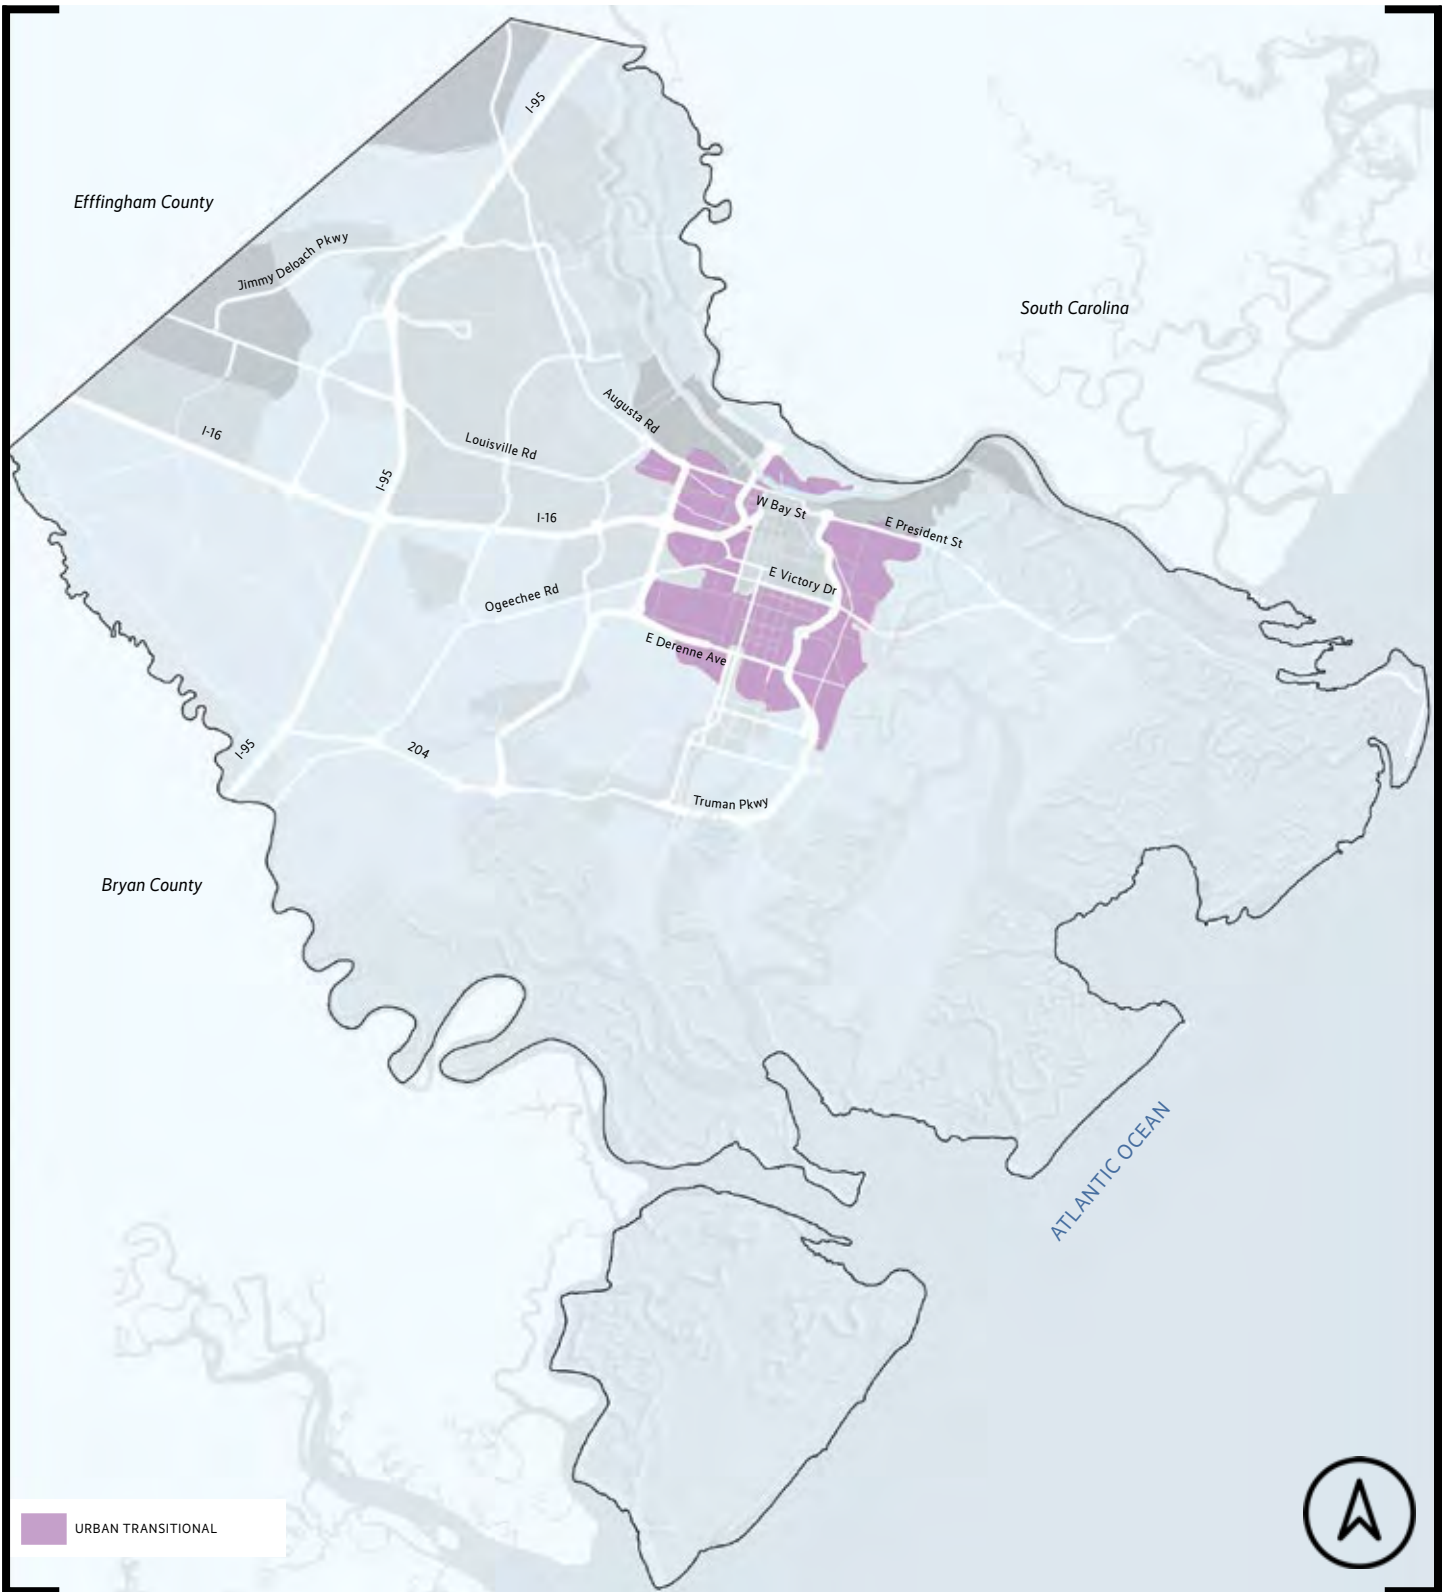 I-95
Efffingham County
Jimmy Deloach Pkwy
South Carolina
Augusta Rd
I-16
Louisville Rd
I-95
W Bay St
I-16
E President St
E Victory Dr
Ogeechee Rd
E Derenne Ave
I-95
204
Truman Pkwy
Bryan County
ATLANTIC OCEAN
URBAN TRANSITIONAL